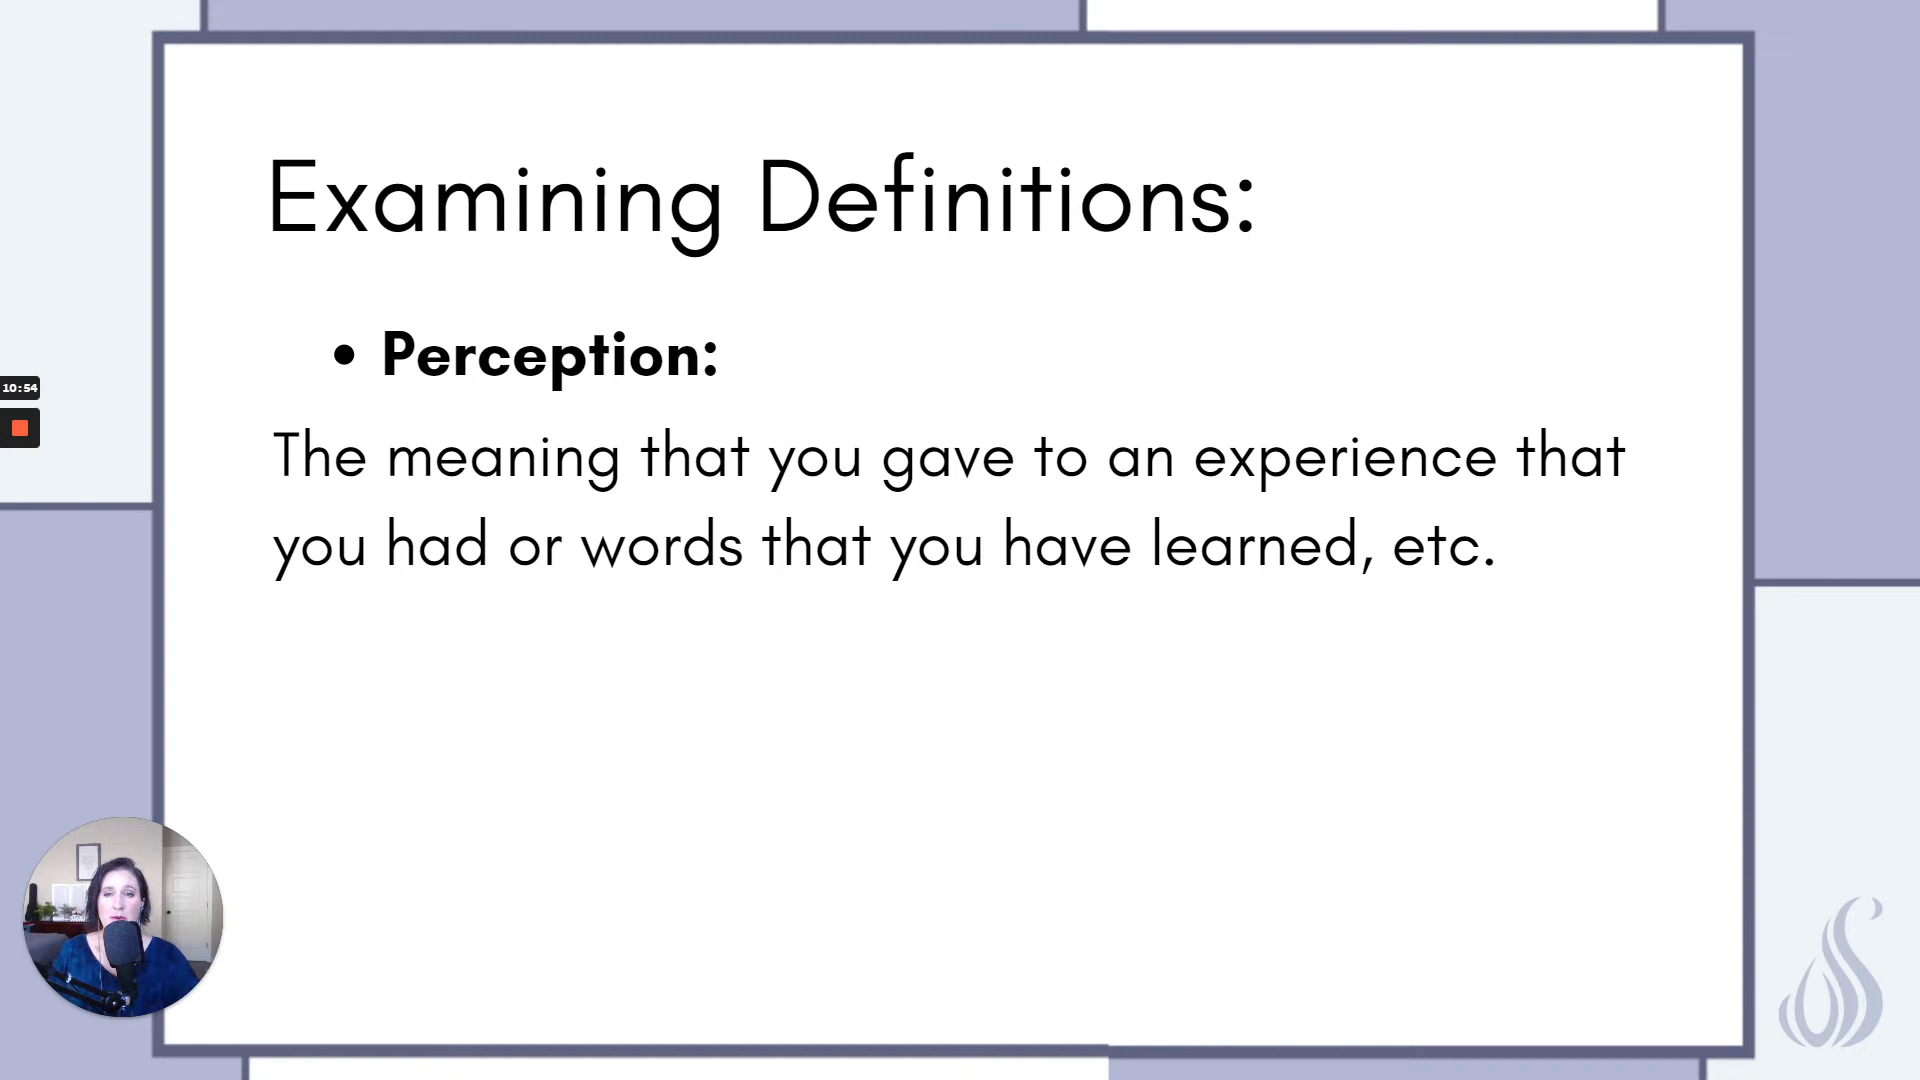 Examining Definitions:
• Perception:
The meaning that you gave to an experience that
you had or words that you have learned, etc.
10:54